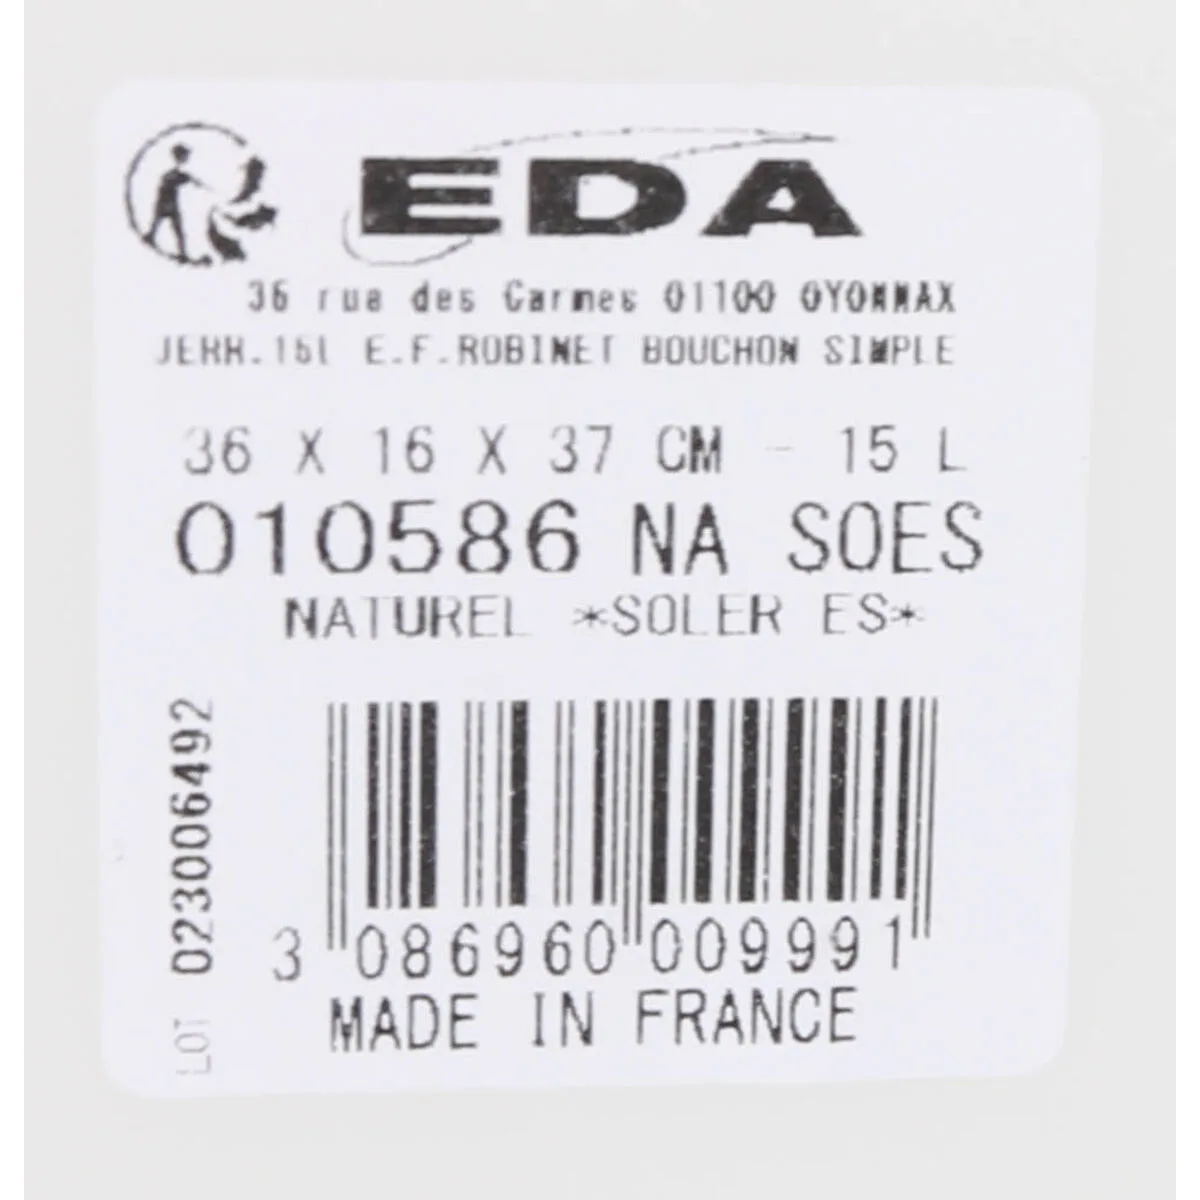 EDA
36 rue des Carmes 01100 OYONNAX
JERR.15L E.F.ROBINET BOUCHON SIMPLE
36 X 16 X 37 CM - 15 L
010586 NA SOES
NATUREL *SOLER ES*
LOT 023006492
3 086960 009991
MADE IN FRANCE